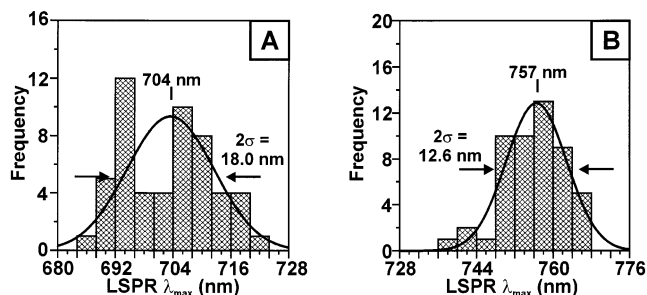 16
12
8
4
0
Frequency
A
704 nm
2σ =
18.0 nm
680 692 704 716 728
LSPR λmax (nm)
20
16
12
8
4
0
Frequency
B
757 nm
2σ =
12.6 nm
728 744 760 776
LSPR λmax (nm)